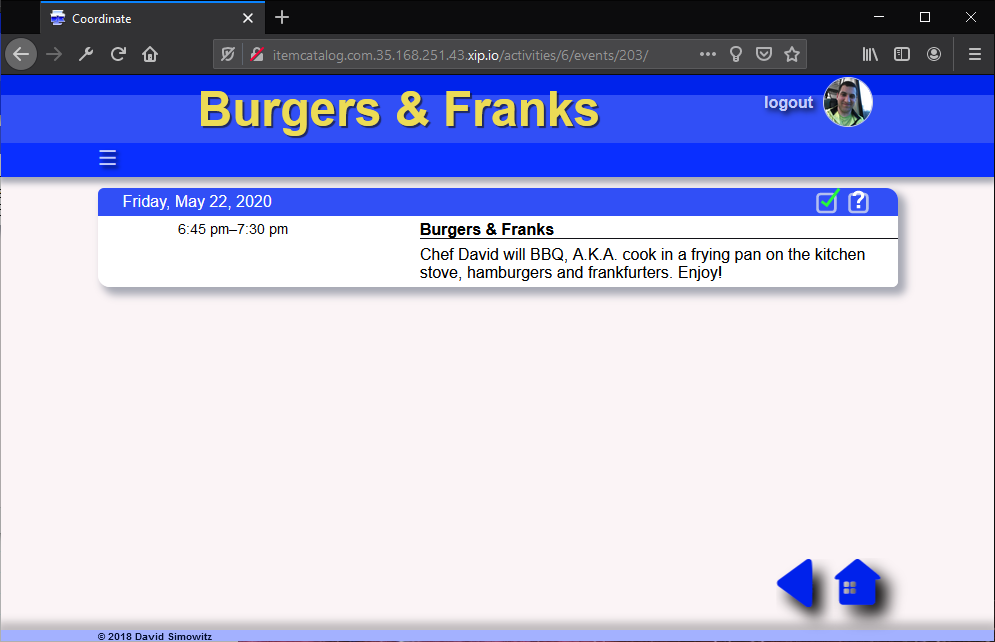 Coordinate
itemcatalog.com.35.168.251.43.xip.io/activities/6/events/203/
Burgers & Franks
logout
Friday, May 22, 2020
6:45 pm–7:30 pm
Burgers & Franks
Chef David will BBQ, A.K.A. cook in a frying pan on the kitchen
stove, hamburgers and frankfurters. Enjoy!
© 2018 David Simowitz